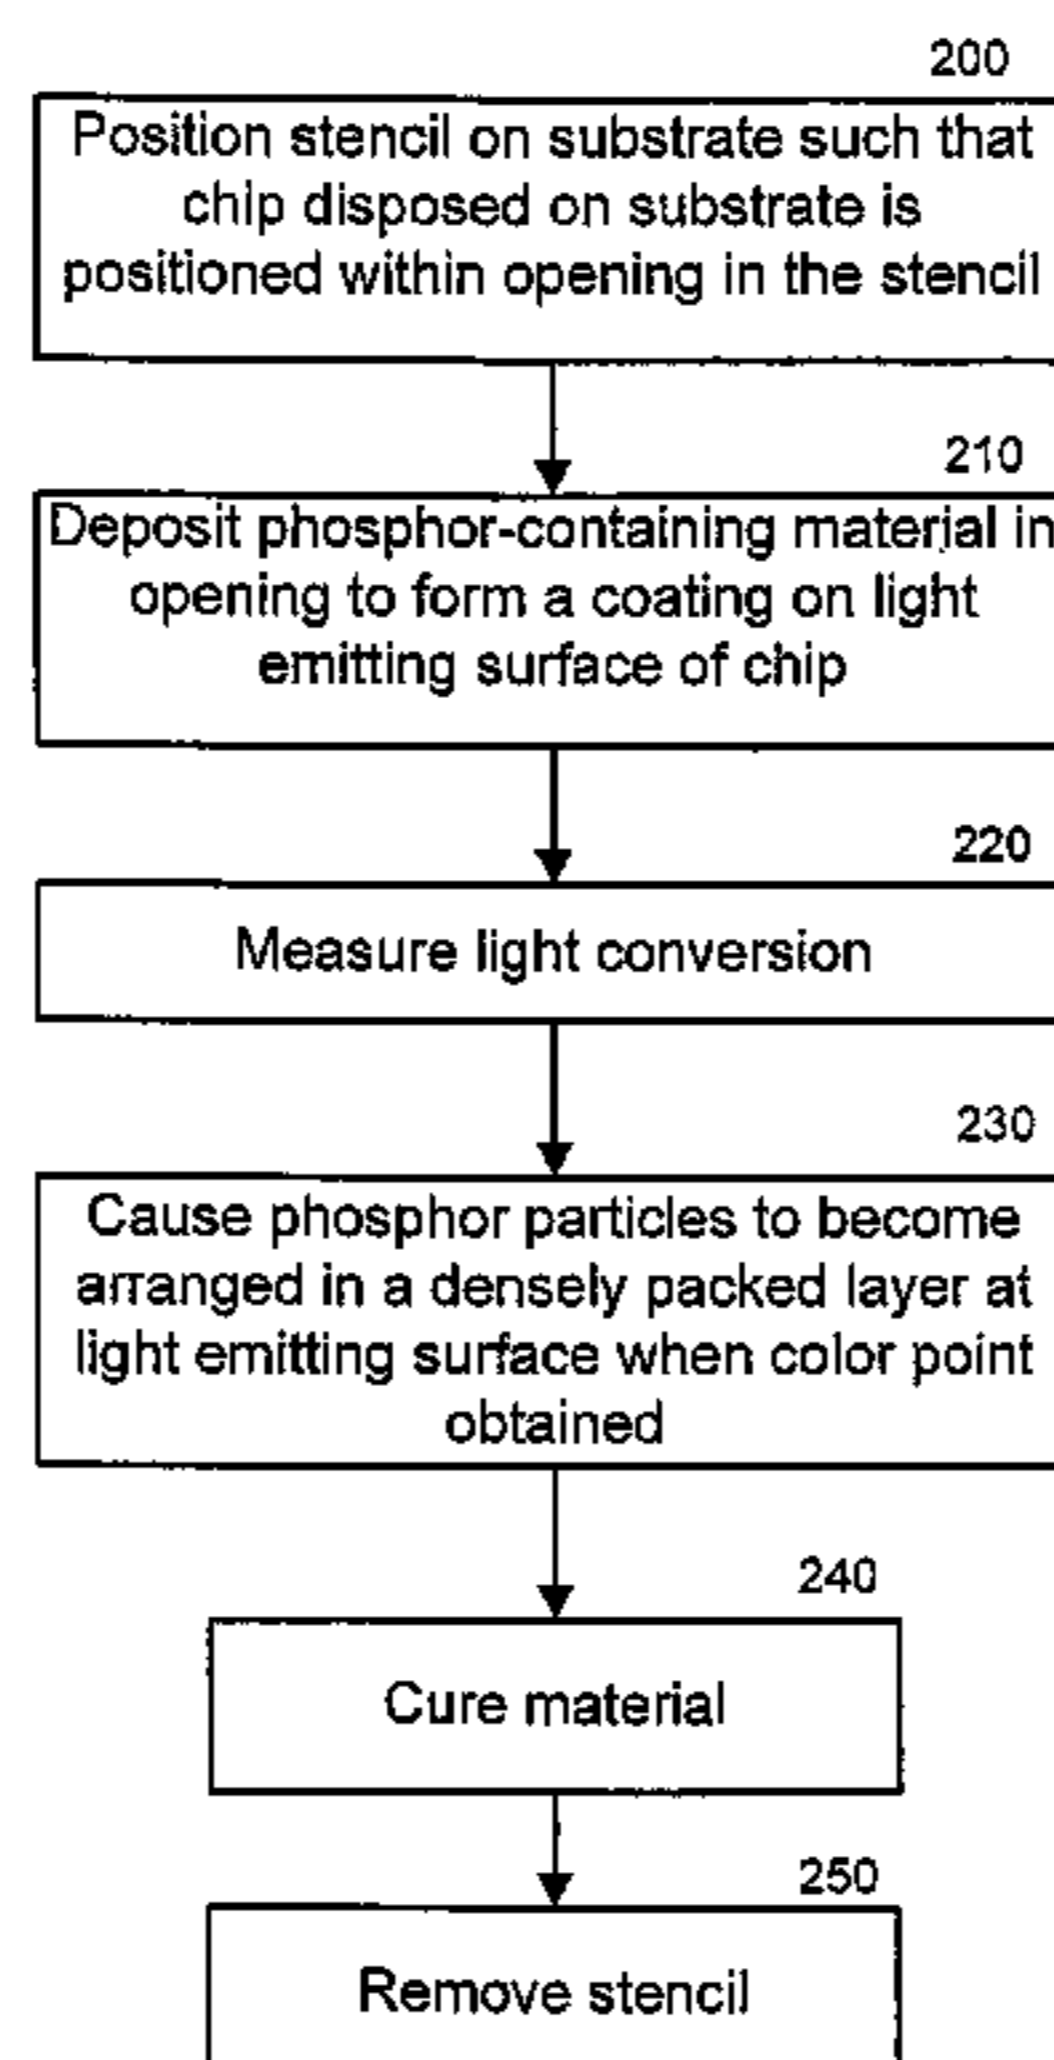 200
Position stencil on substrate such that
chip disposed on substrate is
positioned within opening in the stencil
210
Deposit phosphor-containing material in
opening to form a coating on light
emitting surface of chip
220
Measure light conversion
230
Cause phosphor particles to become
arranged in a densely packed layer at
light emitting surface when color point
obtained
240
Cure material
250
Remove stencil